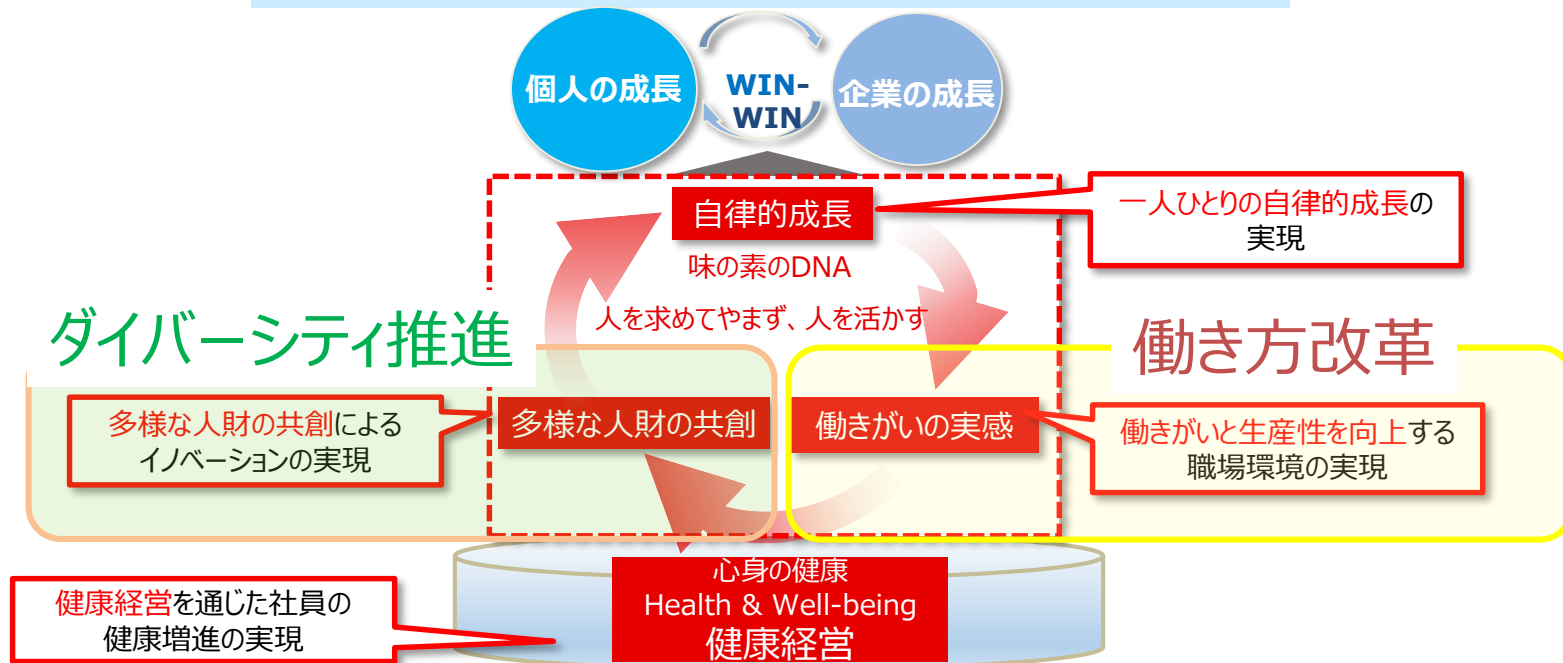 個人の成長
WIN-
WIN
企業の成長
自律的成長
一人ひとりの自律的成長の
実現
味の素のDNA
人を求めてやまず、人を活かす
ダイバーシティ推進
働き方改革
多様な人財の共創による
イノベーションの実現
多様な人財の共創
働きがいの実感
働きがいと生産性を向上する
職場環境の実現
心身の健康
Health & Well-being
健康経営
健康経営を通じた社員の
健康増進の実現